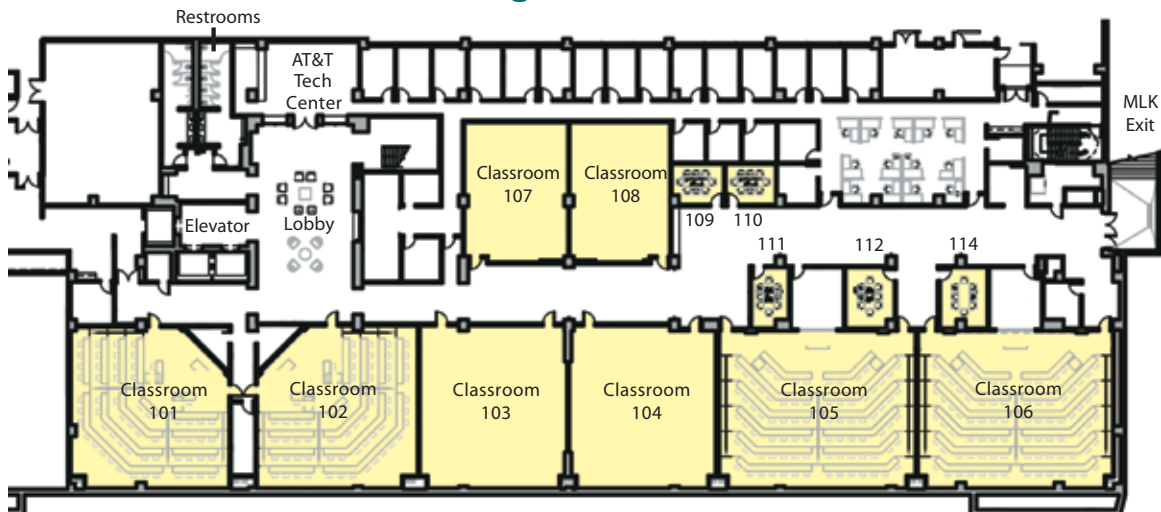 Restrooms
AT&T
Tech
Center
MLK
Exit
Classroom
107
Classroom
108
109
110
Elevator
Lobby
111
112
114
Classroom
101
Classroom
102
Classroom
103
Classroom
104
Classroom
105
Classroom
106